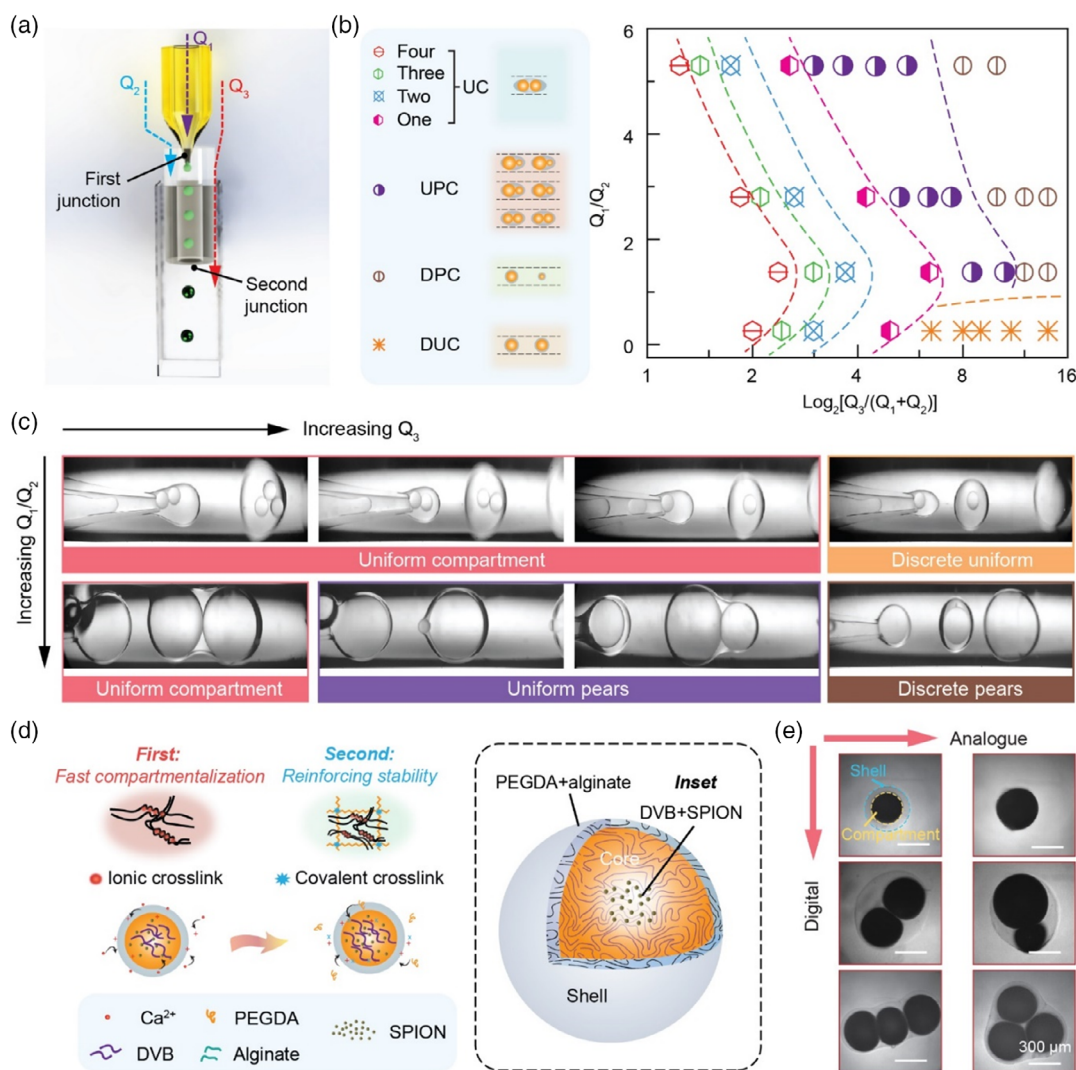 (a)
Q₁
Q₂
Q₃
First
junction
Second
junction
(b)
Four
Three
Two
One
UC
UPC
DPC
DUC
Q₁/Q₂
6
4
2
0
1
2
4
8
16
Log₂[Q₃/(Q₁+Q₂)]
(c)
Increasing Q₃
Increasing Q₁/Q₂
Uniform compartment
Discrete uniform
Uniform compartment
Uniform pears
Discrete pears
(d)
First:
Fast compartmentalization
Second:
Reinforcing stability
Ionic crosslink
Covalent crosslink
Ca²⁺
PEGDA
SPION
DVB
Alginate
PEGDA+alginate
Inset
DVB+SPION
Core
Shell
(e)
Analogue
Digital
Shell
Compartment
300 μm